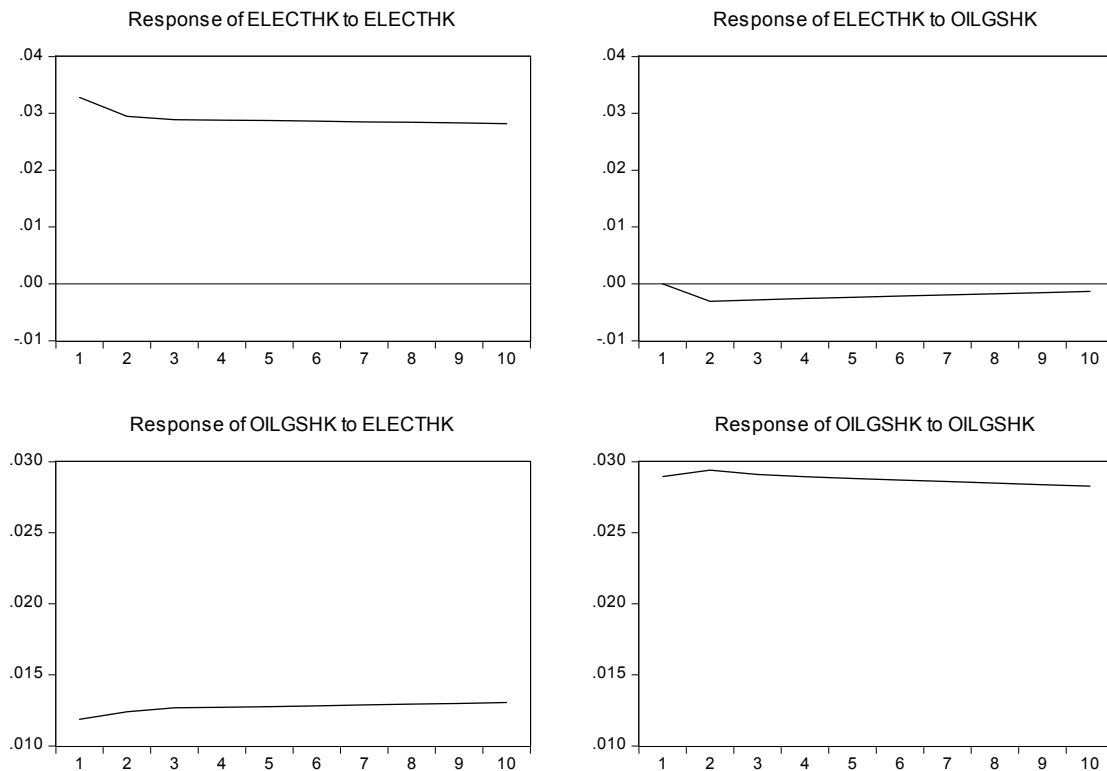 Response of ELECTHK to ELECTHK
.04
.03
.02
.01
.00
-.01
1 2 3 4 5 6 7 8 9 10
Response of ELECTHK to OILGSHK
.04
.03
.02
.01
.00
-.01
1 2 3 4 5 6 7 8 9 10
Response of OILGSHK to ELECTHK
.030
.025
.020
.015
.010
1 2 3 4 5 6 7 8 9 10
Response of OILGSHK to OILGSHK
.030
.025
.020
.015
.010
1 2 3 4 5 6 7 8 9 10